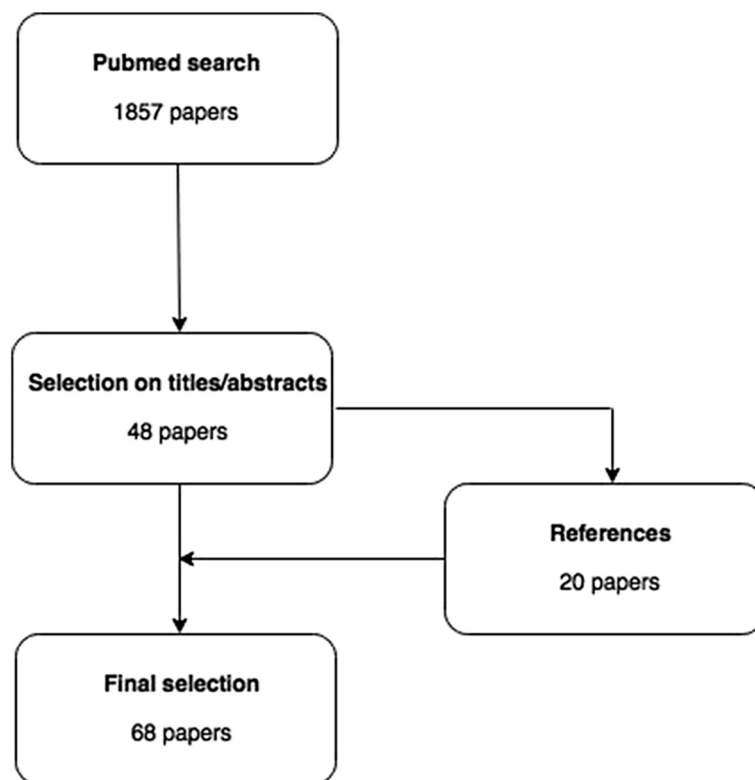 Pubmed search
1857 papers
Selection on titles/abstracts
48 papers
References
20 papers
Final selection
68 papers